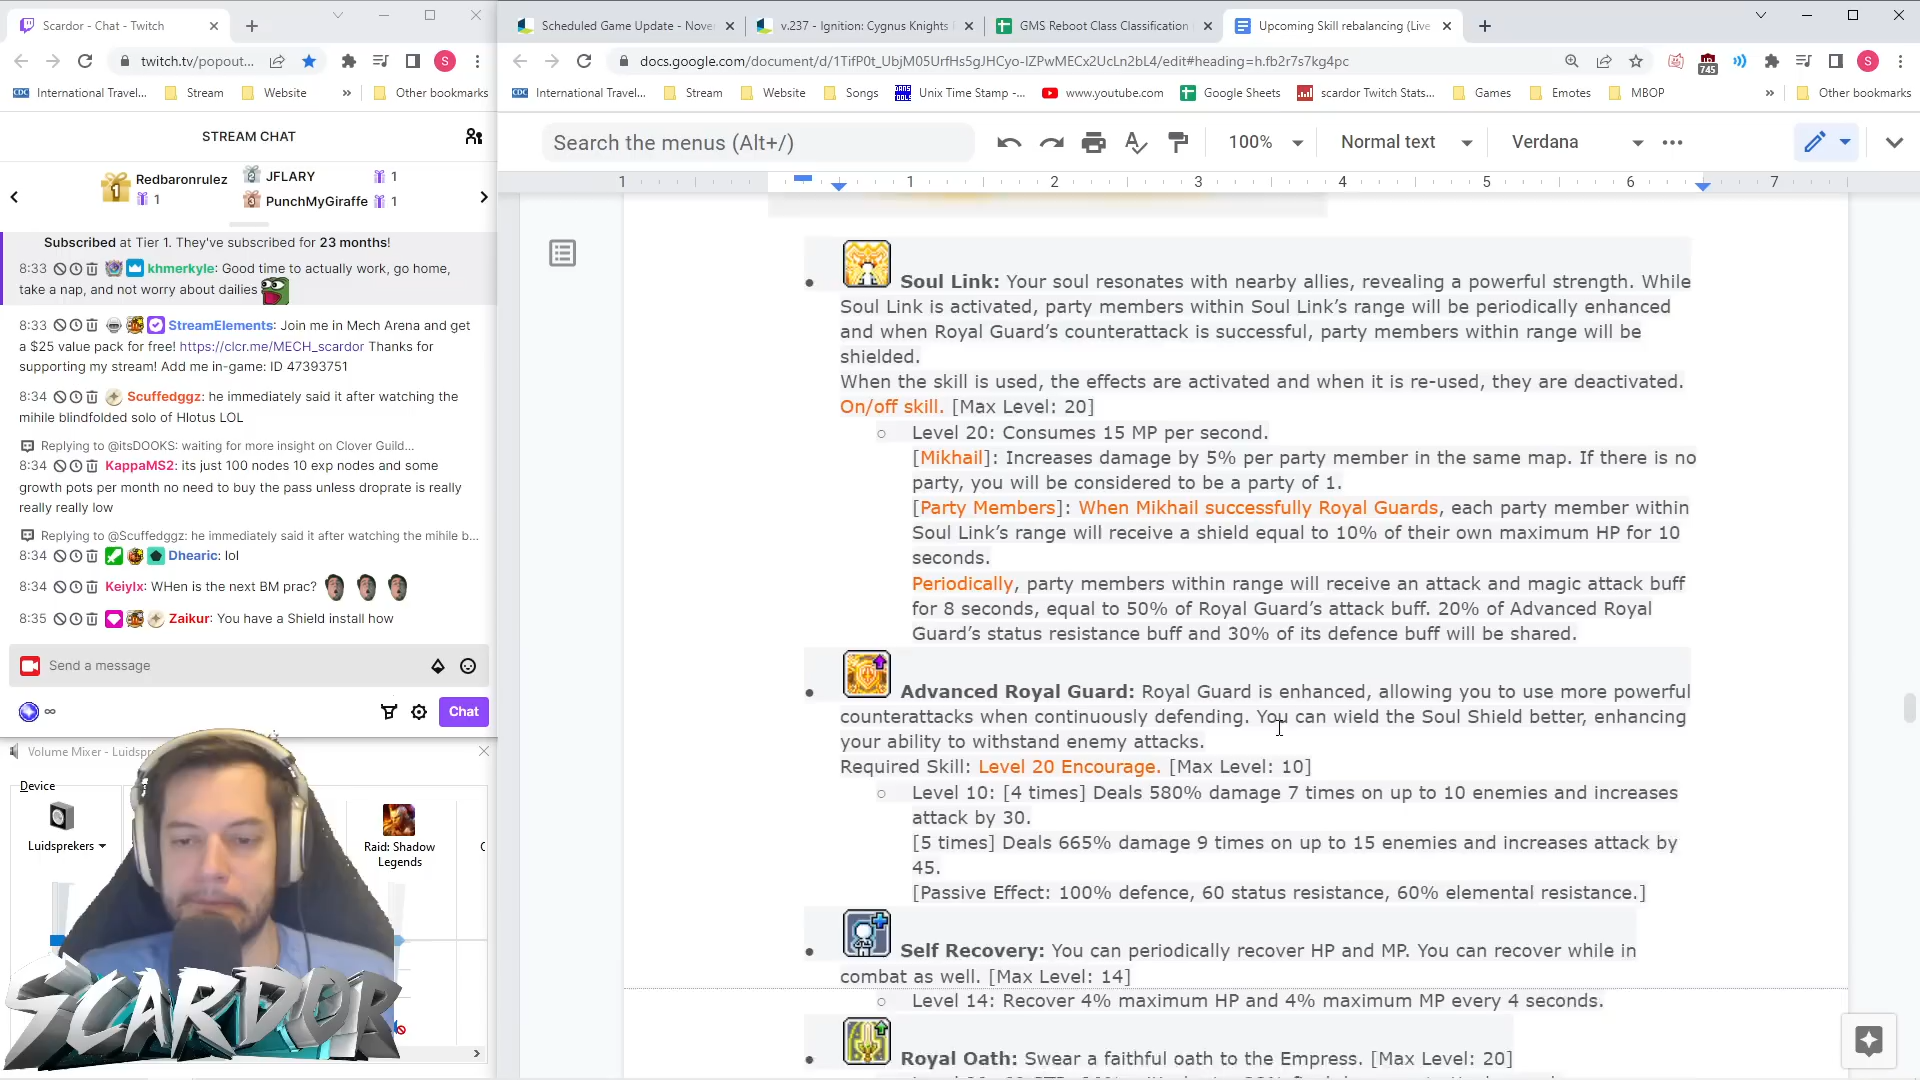 Scardor - Chat - Twitch
Scheduled Game Update - Nove
v.237 - Ignition: Cygnus Knights
GMS Reboot Class Classification
Upcoming Skill rebalancing (Live
twitch.tv/popout...
S
docs.google.com/document/d/1TifP0t_UbjM05UrfHs5gJHCyo-IZPwMECx2UcLn2bL4/edit#heading=h.fb2r7s7kg4pc
745
S
CDC International Travel...
Stream
Website
»
Other bookmarks
CDC International Travel...
Stream
Website
Songs
Unix Time Stamp -...
www.youtube.com
Google Sheets
scardor Twitch Stats...
Games
Emotes
MBOP
»
Other bookmarks
STREAM CHAT
Search the menus (Alt+/)
100%
Normal text
Verdana
1 1 2 3 4 5 6 7
1 Redbaronrulez
1
2 JFLARY 1
3 PunchMyGiraffe 1
Subscribed at Tier 1. They've subscribed for 23 months!
8:33 khmerkyle: Good time to actually work, go home,
take a nap, and not worry about dailies
8:33 StreamElements: Join me in Mech Arena and get
a $25 value pack for free! https://clcr.me/MECH_scardor Thanks for
supporting my stream! Add me in-game: ID 47393751
8:34 Scuffedggz: he immediately said it after watching the
mihile blindfolded solo of Hlotus LOL
Replying to @itsDOOKS: waiting for more insight on Clover Guild...
8:34 KappaMS2: its just 100 nodes 10 exp nodes and some
growth pots per month no need to buy the pass unless droprate is really
really really low
Replying to @Scuffedggz: he immediately said it after watching the mihile b...
8:34 Dhearic: lol
8:34 Keiylx: WHen is the next BM prac?
8:35 Zaikur: You have a Shield install how
Send a message
∞
Chat
Volume Mixer - Luidspre
Device
Luidsprekers
Raid: Shadow
Legends
SCARDOR
Soul Link: Your soul resonates with nearby allies, revealing a powerful strength. While
Soul Link is activated, party members within Soul Link's range will be periodically enhanced
and when Royal Guard's counterattack is successful, party members within range will be
shielded.
When the skill is used, the effects are activated and when it is re-used, they are deactivated.
On/off skill. [Max Level: 20]
Level 20: Consumes 15 MP per second.
[Mikhail]: Increases damage by 5% per party member in the same map. If there is no
party, you will be considered to be a party of 1.
[Party Members]: When Mikhail successfully Royal Guards, each party member within
Soul Link's range will receive a shield equal to 10% of their own maximum HP for 10
seconds.
Periodically, party members within range will receive an attack and magic attack buff
for 8 seconds, equal to 50% of Royal Guard's attack buff. 20% of Advanced Royal
Guard's status resistance buff and 30% of its defence buff will be shared.
Advanced Royal Guard: Royal Guard is enhanced, allowing you to use more powerful
counterattacks when continuously defending. You can wield the Soul Shield better, enhancing
your ability to withstand enemy attacks.
Required Skill: Level 20 Encourage. [Max Level: 10]
Level 10: [4 times] Deals 580% damage 7 times on up to 10 enemies and increases
attack by 30.
[5 times] Deals 665% damage 9 times on up to 15 enemies and increases attack by
45.
[Passive Effect: 100% defence, 60 status resistance, 60% elemental resistance.]
Self Recovery: You can periodically recover HP and MP. You can recover while in
combat as well. [Max Level: 14]
Level 14: Recover 4% maximum HP and 4% maximum MP every 4 seconds.
Royal Oath: Swear a faithful oath to the Empress. [Max Level: 20]